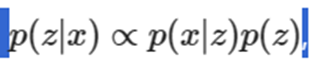 p(z|x) ∝ p(x|z)p(z),